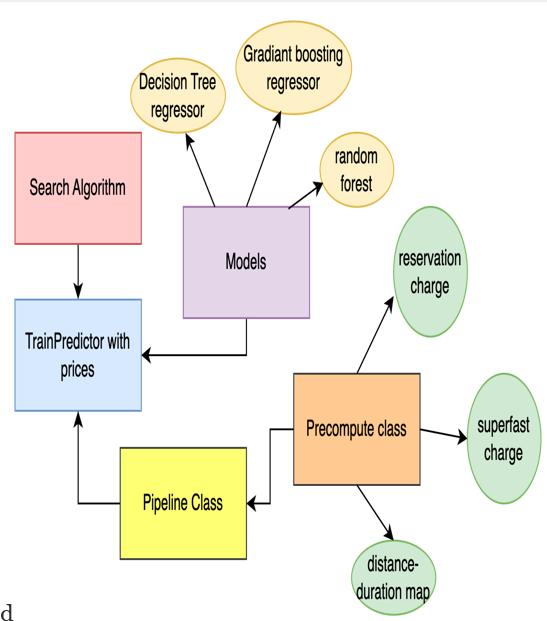 Gradiant boosting
regressor
Decision Tree
regressor
random
forest
Search Algorithm
Models
reservation
charge
TrainPredictor with
prices
Precompute class
superfast
charge
Pipeline Class
distance-
duration map
d